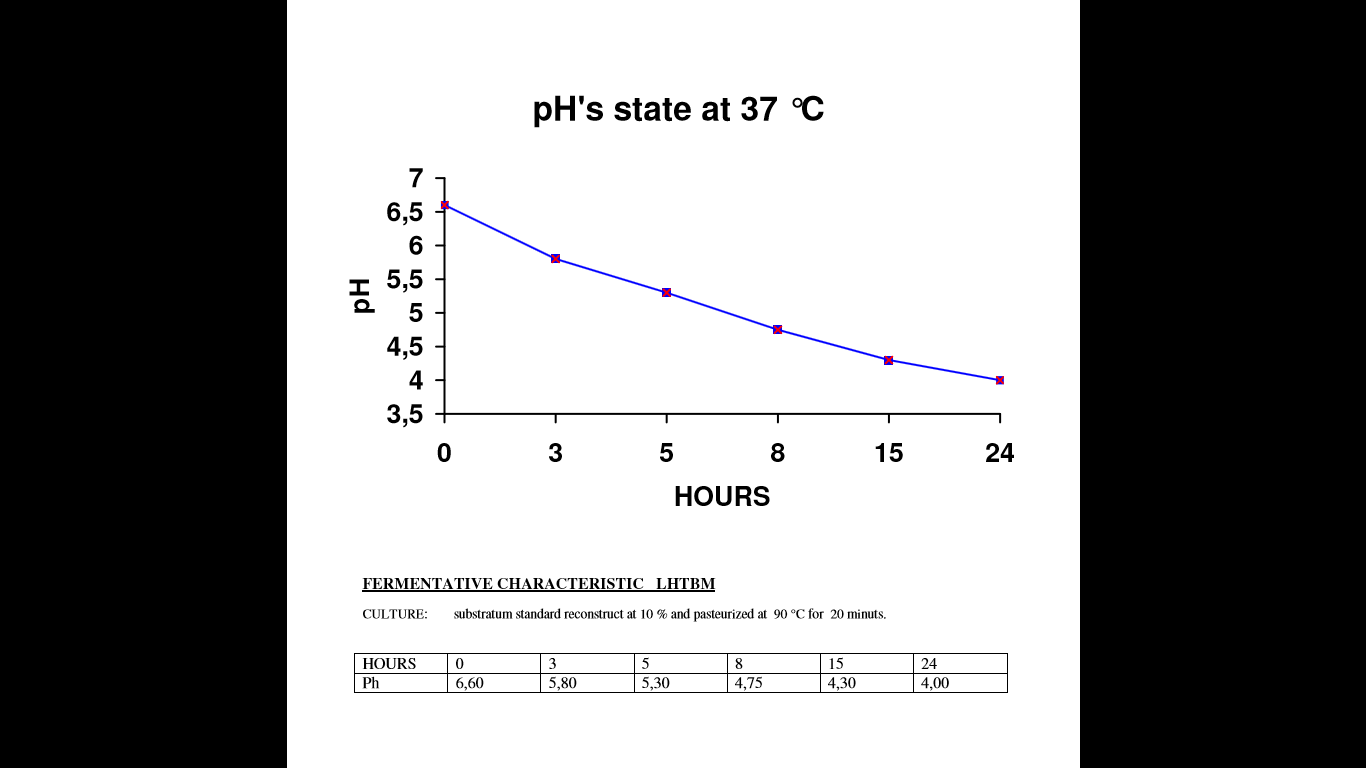 pH's state at 37 °C
7
6,5
6
5,5
5
4,5
4
3,5
pH
0 3 5 8 15 24
HOURS
FERMENTATIVE CHARACTERISTIC LHTBM
CULTURE: substratum standard reconstruct at 10 % and pasteurized at 90 °C for 20 minuts.
HOURS 0 3 5 8 15 24
Ph 6,60 5,80 5,30 4,75 4,30 4,00